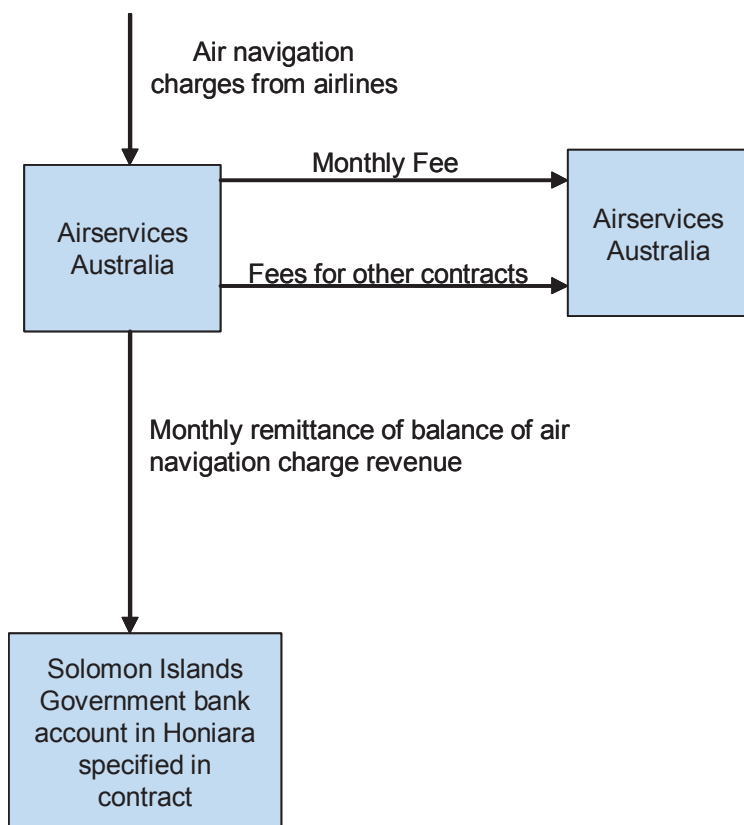 Air navigation
charges from airlines
Monthly Fee
Airservices
Australia
Airservices
Australia
Fees for other contracts
Monthly remittance of balance of air
navigation charge revenue
Solomon Islands
Government bank
account in Honiara
specified in
contract